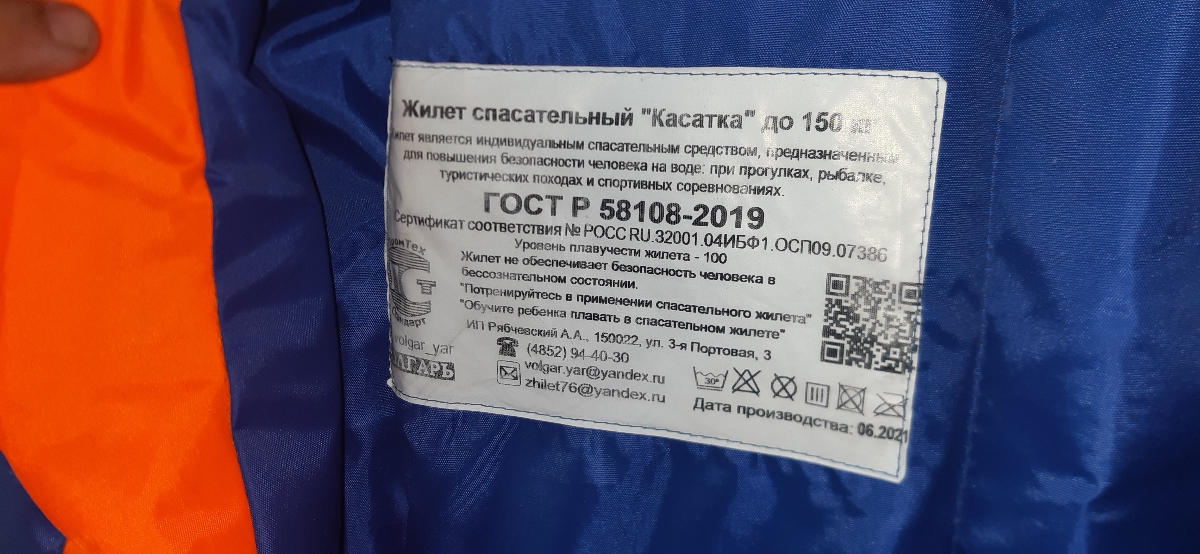 Жилет спасательный "Касатка" до 150 кг
жилет является индивидуальным спасательным средством, предназначенным
для повышения безопасности человека на воде: при прогулках, рыбалке,
туристических походах и спортивных соревнованиях.
ГОСТ Р 58108-2019
Сертификат соответствия № РОСС RU.32001.04ИБФ1.ОСП09.07386
Уровень плавучести жилета - 100
Жилет не обеспечивает безопасность человека в
бессознательном состоянии.
"Потренируйтесь в применении спасательного жилета"
"Обучите ребенка плавать в спасательном жилете"
ИП Рябчевский А.А., 150022, ул. 3-я Портовая, 3
volgar_yar
(4852) 94-40-30
volgar.yar@yandex.ru
zhilet76@yandex.ru
30°
Дата производства: 06.2021